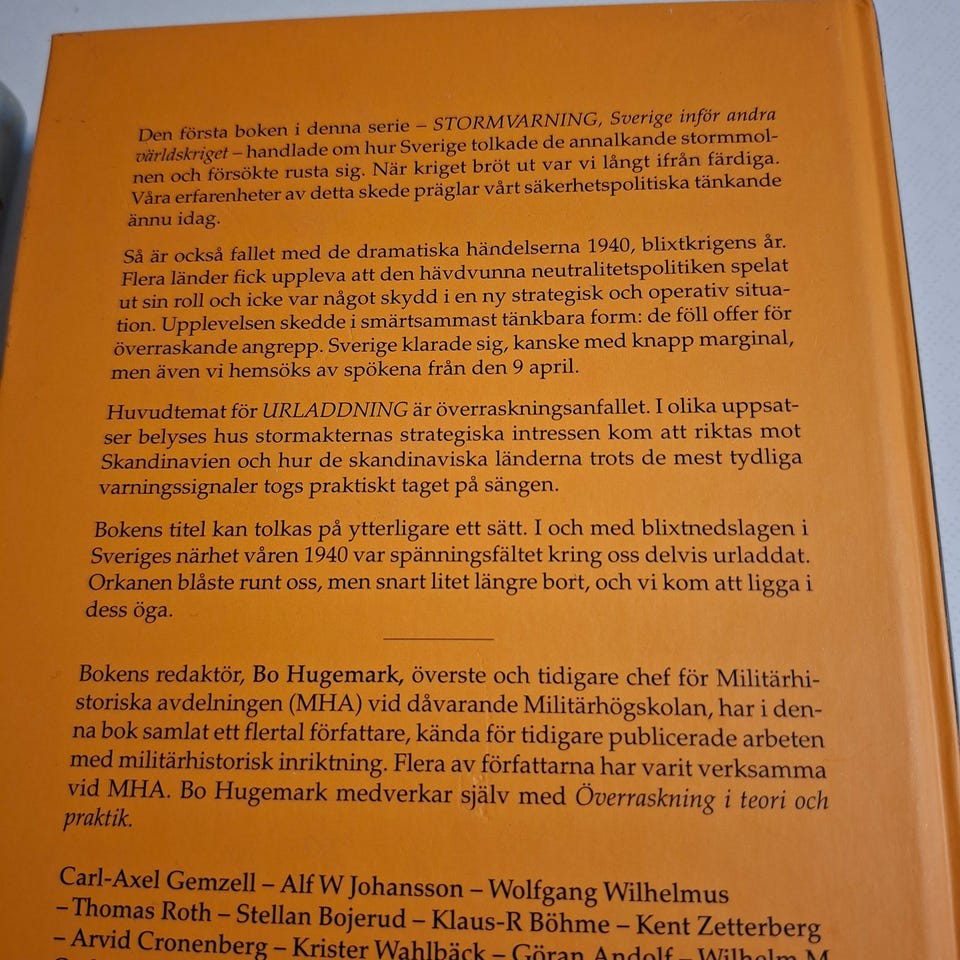 Den första boken i denna serie – STORMVARNING, Sverige inför andra
världskriget – handlade om hur Sverige tolkade de annalkande stormmol-
nen och försökte rusta sig. När kriget bröt ut var vi långt ifrån färdiga.
Våra erfarenheter av detta skede präglar vårt säkerhetspolitiska tänkande
ännu idag.
Så är också fallet med de dramatiska händelserna 1940, blixtkrigens år.
Flera länder fick uppleva att den hävdvunna neutralitetspolitiken spelat
ut sin roll och icke var något skydd i en ny strategisk och operativ situa-
tion. Upplevelsen skedde i smärtsammast tänkbara form: de föll offer för
överraskande angrepp. Sverige klarade sig, kanske med knapp marginal,
men även vi hemsöks av spökena från den 9 april.
Huvudtemat för URLADDNING är överraskningsanfallet. I olika uppsat-
ser belyses hus stormakternas strategiska intressen kom att riktas mot
Skandinavien och hur de skandinaviska länderna trots de mest tydliga
varningssignaler togs praktiskt taget på sängen.
Bokens titel kan tolkas på ytterligare ett sätt. I och med blixtnedslagen i
Sveriges närhet våren 1940 var spänningsfältet kring oss delvis urladdat.
Orkanen blåste runt oss, men snart litet längre bort, och vi kom att ligga i
dess öga.
Bokens redaktör, Bo Hugemark, överste och tidigare chef för Militärhi-
storiska avdelningen (MHA) vid dåvarande Militärhögskolan, har i den-
na bok samlat ett flertal författare, kända för tidigare publicerade arbeten
med militärhistorisk inriktning. Flera av författarna har varit verksamma
vid MHA. Bo Hugemark medverkar själv med Överraskning i teori och
praktik.
Carl-Axel Gemzell – Alf W Johansson – Wolfgang Wilhelmus
– Thomas Roth – Stellan Bojerud – Klaus-R Böhme – Kent Zetterberg
– Arvid Cronenberg – Krister Wahlbäck – Göran Andolf – Wilhelm M